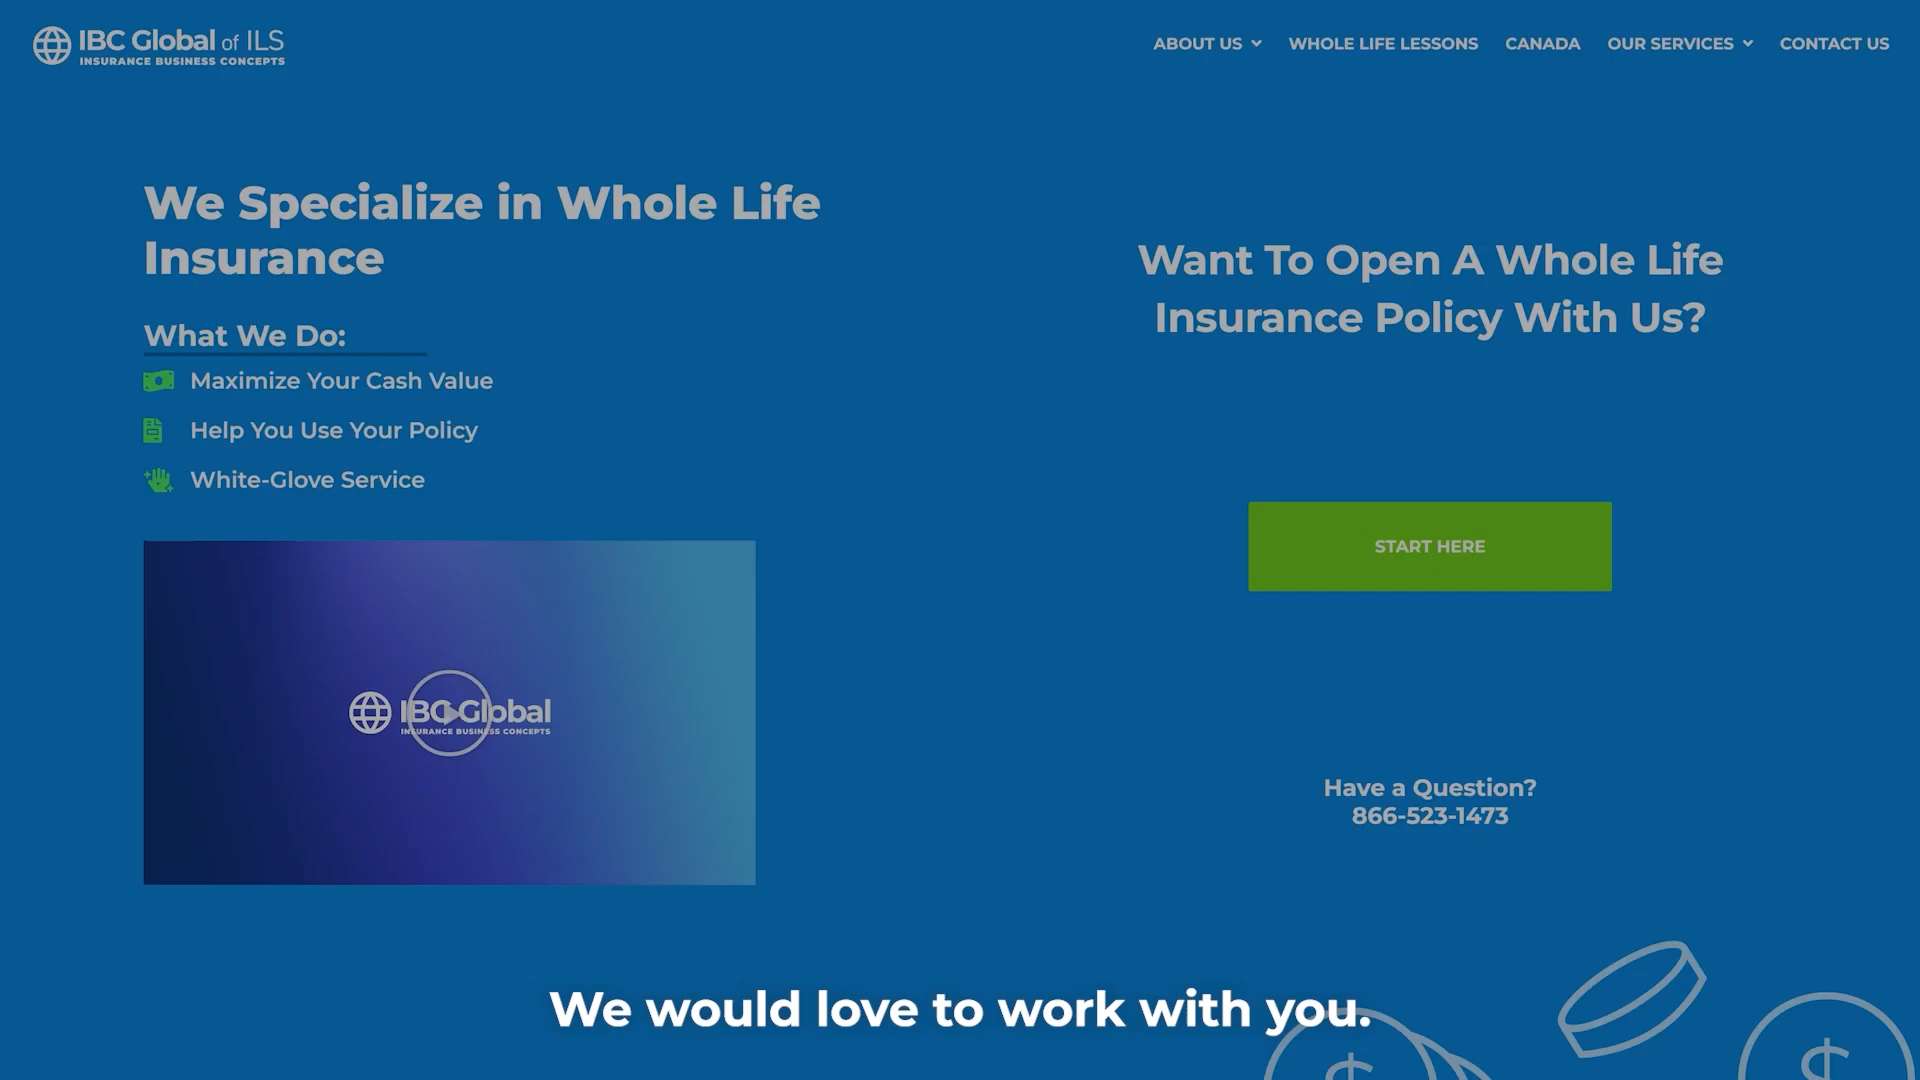 IBC Global of ILS
INSURANCE BUSINESS CONCEPTS
ABOUT US
WHOLE LIFE LESSONS
CANADA
OUR SERVICES
CONTACT US
We Specialize in Whole Life
Insurance
What We Do:
Maximize Your Cash Value
Help You Use Your Policy
White-Glove Service
IBC Global
INSURANCE BUSINESS CONCEPTS
Want To Open A Whole Life
Insurance Policy With Us?
START HERE
Have a Question?
866-523-1473
We would love to work with you.
$
$